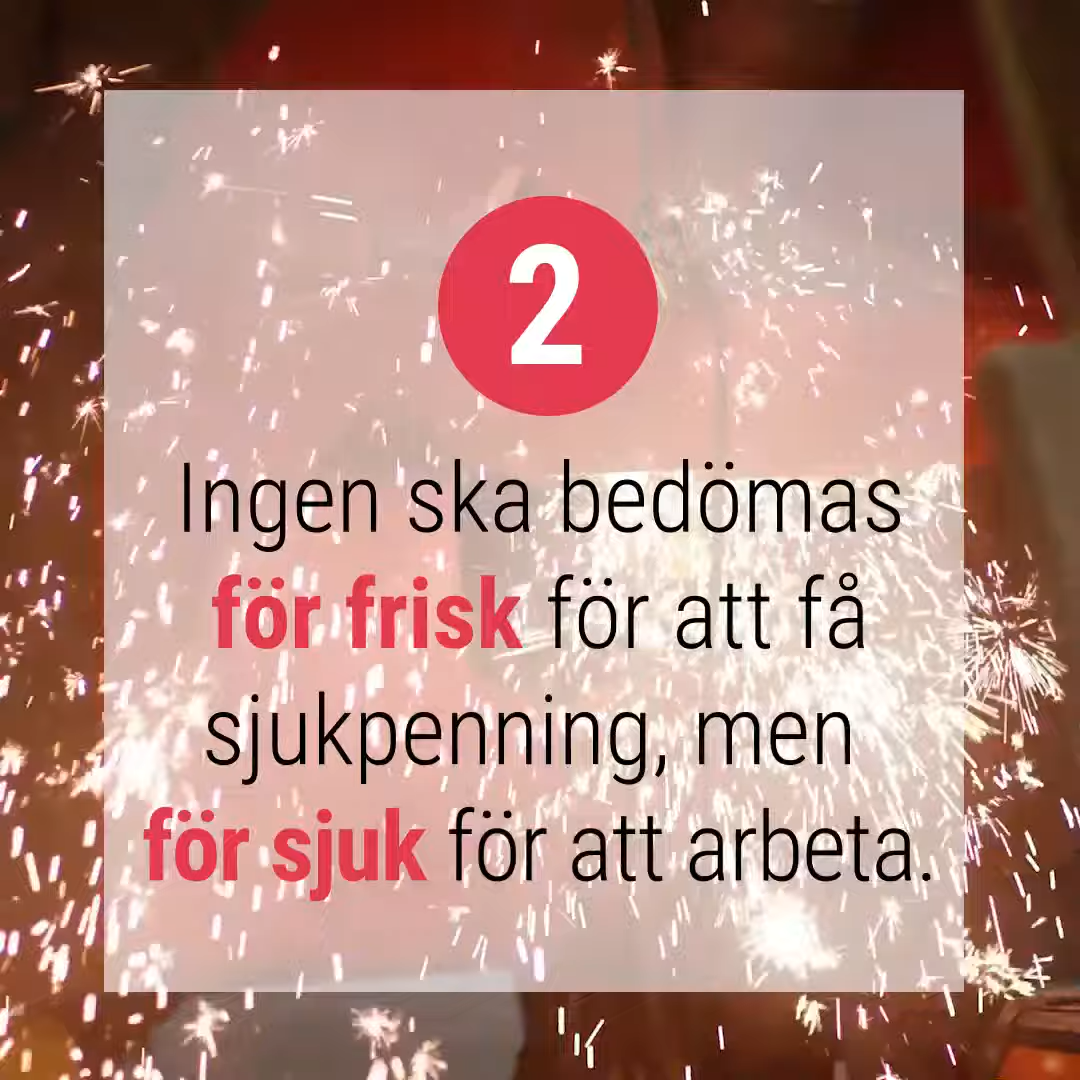 2
Ingen ska bedömas
för frisk för att få
sjukpenning, men
för sjuk för att arbeta.